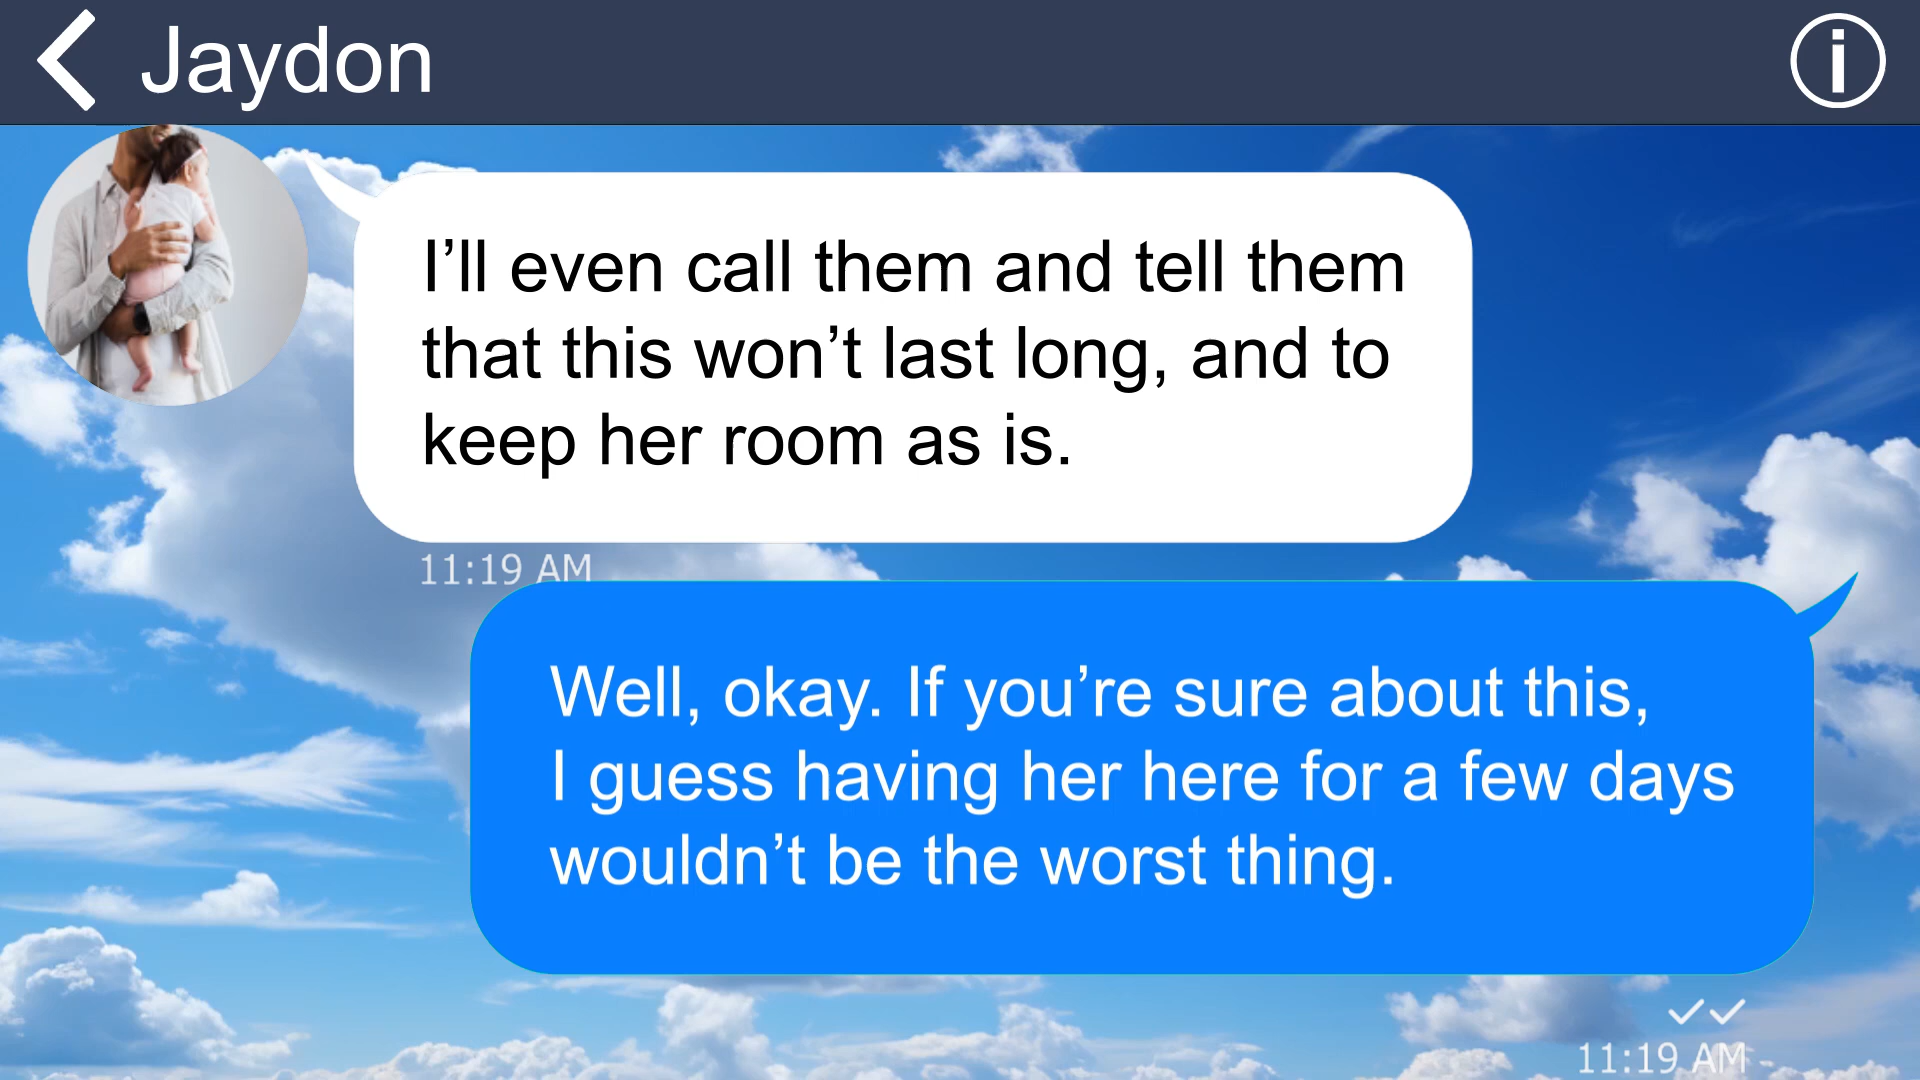 Jaydon
I’ll even call them and tell them
that this won’t last long, and to
keep her room as is.
11:19 AM
Well, okay. If you’re sure about this,
I guess having her here for a few days
wouldn’t be the worst thing.
11:19 AM